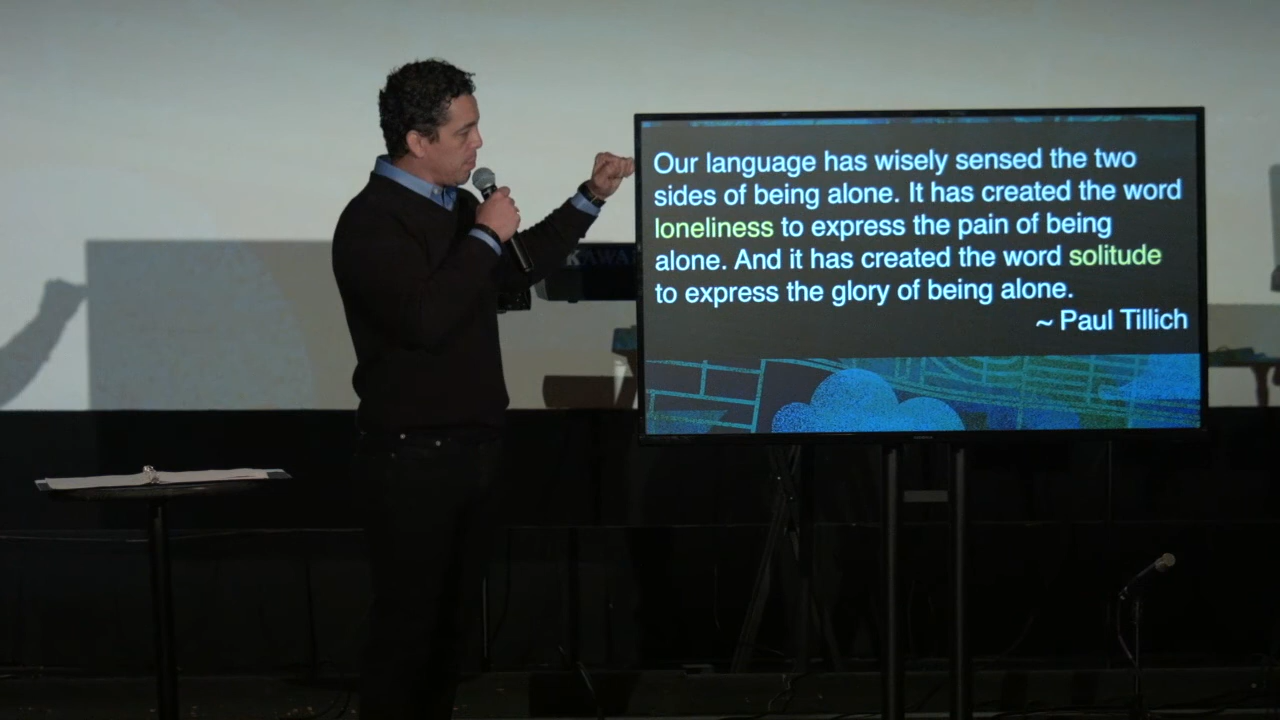 Our language has wisely sensed the two
sides of being alone. It has created the word
loneliness to express the pain of being
alone. And it has created the word solitude
to express the glory of being alone.
~ Paul Tillich
KAWAI